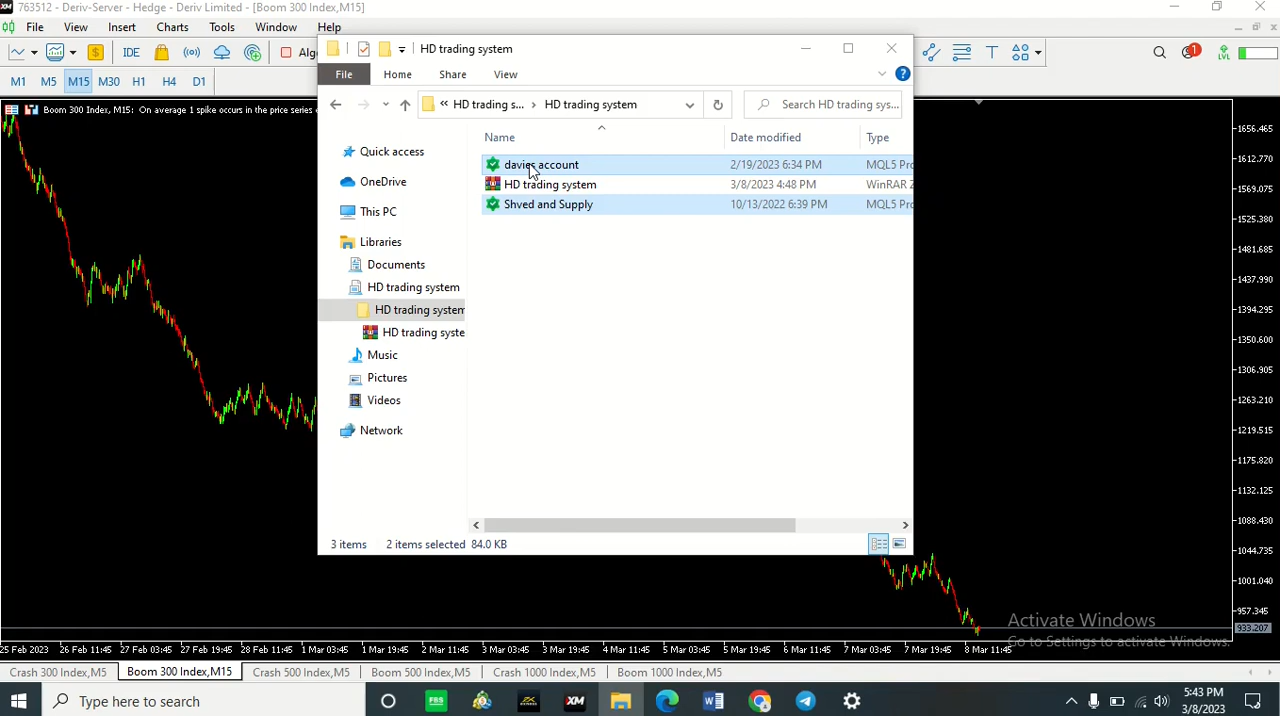 763512 - Deriv-Server - Hedge - Deriv Limited - [Boom 300 Index,M15]
File View Insert Charts Tools Window Help
IDE
M1 M5 M15 M30 H1 H4 D1
Boom 300 Index, M15: On average 1 spike occurs in the price series
HD trading system
File Home Share View
« HD trading s... › HD trading system
Search HD trading sys...
Name Date modified Type
davies account 2/19/2023 6:34 PM MQL5 Pro
HD trading system 3/8/2023 4:48 PM WinRAR Z
Shved and Supply 10/13/2022 6:39 PM MQL5 Pro
Quick access
OneDrive
This PC
Libraries
Documents
HD trading system
HD trading system
HD trading syste
Music
Pictures
Videos
Network
3 items 2 items selected 84.0 KB
LVL
1
1656.465
1612.770
1569.075
1525.380
1481.685
1437.990
1394.295
1350.600
1306.905
1263.210
1219.515
1175.820
1132.125
1088.430
1044.735
1001.040
957.345
933.207
Activate Windows
Go to Settings to activate Windows.
25 Feb 2023 26 Feb 11:45 27 Feb 03:45 27 Feb 19:45 28 Feb 11:45 1 Mar 03:45 1 Mar 19:45 2 Mar 11:45 3 Mar 03:45 3 Mar 19:45 4 Mar 11:45 5 Mar 03:45 5 Mar 19:45 6 Mar 11:45 7 Mar 03:45 7 Mar 19:45 8 Mar 11:45
Crash 300 Index,M5 Boom 300 Index,M15 Crash 500 Index,M5 Boom 500 Index,M5 Crash 1000 Index,M5 Boom 1000 Index,M5
Type here to search
FBS
XM
5:43 PM
3/8/2023